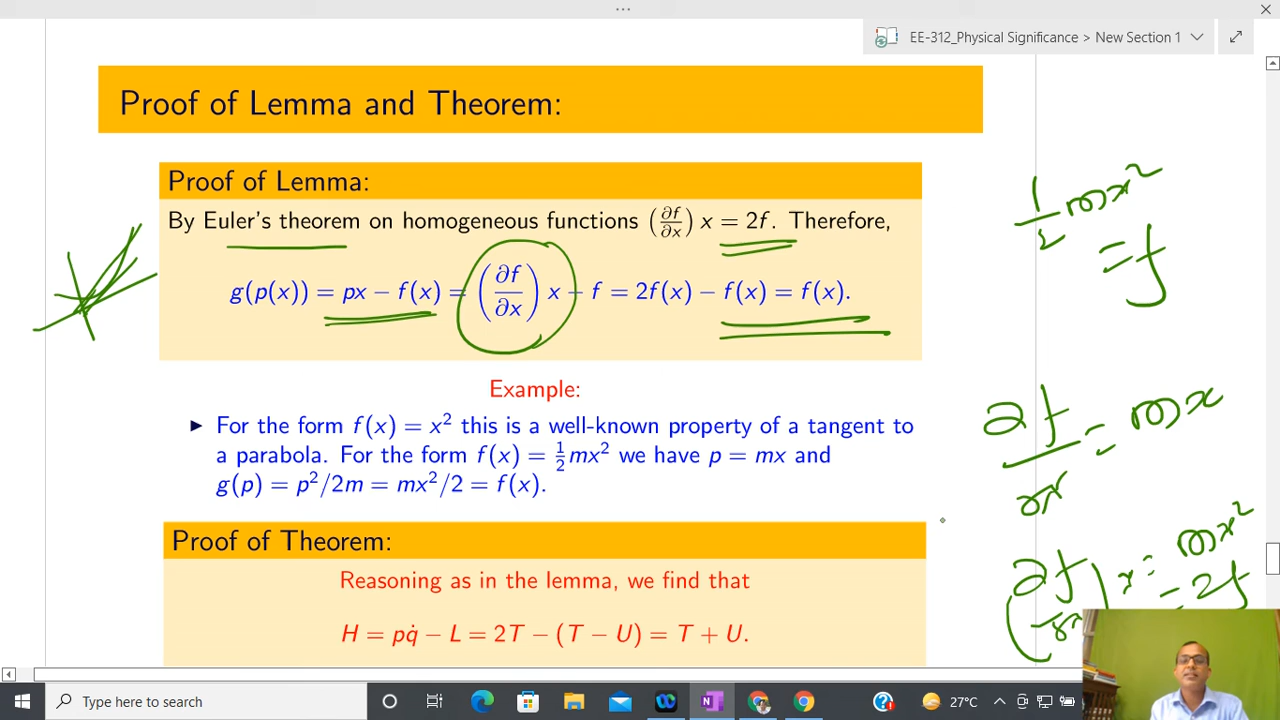 EE-312_Physical Significance > New Section 1
Proof of Lemma and Theorem:
Proof of Lemma:
By Euler's theorem on homogeneous functions (∂f/∂x) x = 2f. Therefore,
g(p(x)) = px − f(x) = (∂f/∂x) x − f = 2f(x) − f(x) = f(x).
Example:
▶ For the form f(x) = x² this is a well-known property of a tangent to
a parabola. For the form f(x) = ½mx² we have p = mx and
g(p) = p²/2m = mx²/2 = f(x).
Proof of Theorem:
Reasoning as in the lemma, we find that
H = pq̇ − L = 2T − (T − U) = T + U.
1/2 mx²
= f
∂f/∂x = mx
(∂f/∂x) x = mx²
= 2f
Type here to search
27°C